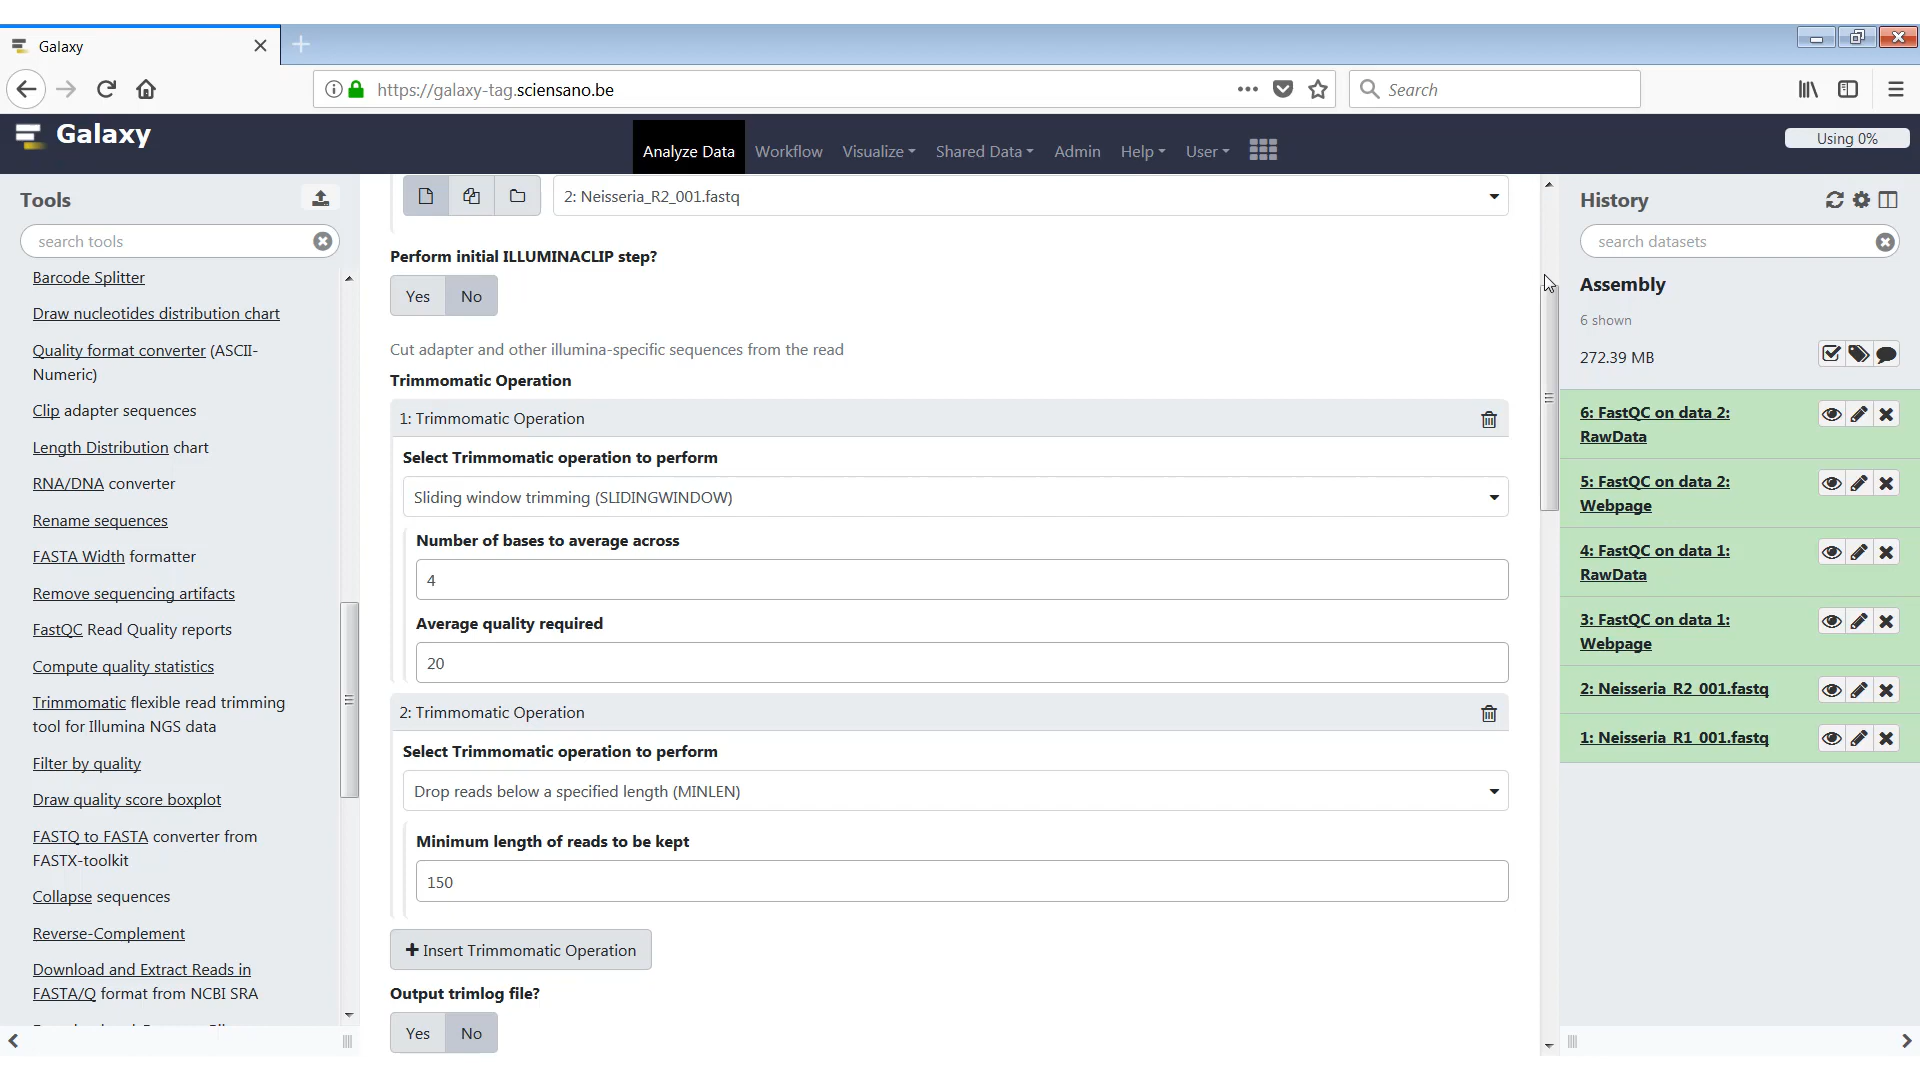 Galaxy
https://galaxy-tag.sciensano.be
Search
Galaxy
Analyze Data
Workflow
Visualize
Shared Data
Admin
Help
User
Using 0%
Tools
search tools
Barcode Splitter
Draw nucleotides distribution chart
Quality format converter (ASCII-
Numeric)
Clip adapter sequences
Length Distribution chart
RNA/DNA converter
Rename sequences
FASTA Width formatter
Remove sequencing artifacts
FastQC Read Quality reports
Compute quality statistics
Trimmomatic flexible read trimming
tool for Illumina NGS data
Filter by quality
Draw quality score boxplot
FASTQ to FASTA converter from
FASTX-toolkit
Collapse sequences
Reverse-Complement
Download and Extract Reads in
FASTA/Q format from NCBI SRA
2: Neisseria_R2_001.fastq
Perform initial ILLUMINACLIP step?
Yes No
Cut adapter and other illumina-specific sequences from the read
Trimmomatic Operation
1: Trimmomatic Operation
Select Trimmomatic operation to perform
Sliding window trimming (SLIDINGWINDOW)
Number of bases to average across
4
Average quality required
20
2: Trimmomatic Operation
Select Trimmomatic operation to perform
Drop reads below a specified length (MINLEN)
Minimum length of reads to be kept
150
Insert Trimmomatic Operation
Output trimlog file?
Yes No
History
search datasets
Assembly
6 shown
272.39 MB
6: FastQC on data 2:
RawData
5: FastQC on data 2:
Webpage
4: FastQC on data 1:
RawData
3: FastQC on data 1:
Webpage
2: Neisseria_R2_001.fastq
1: Neisseria_R1_001.fastq